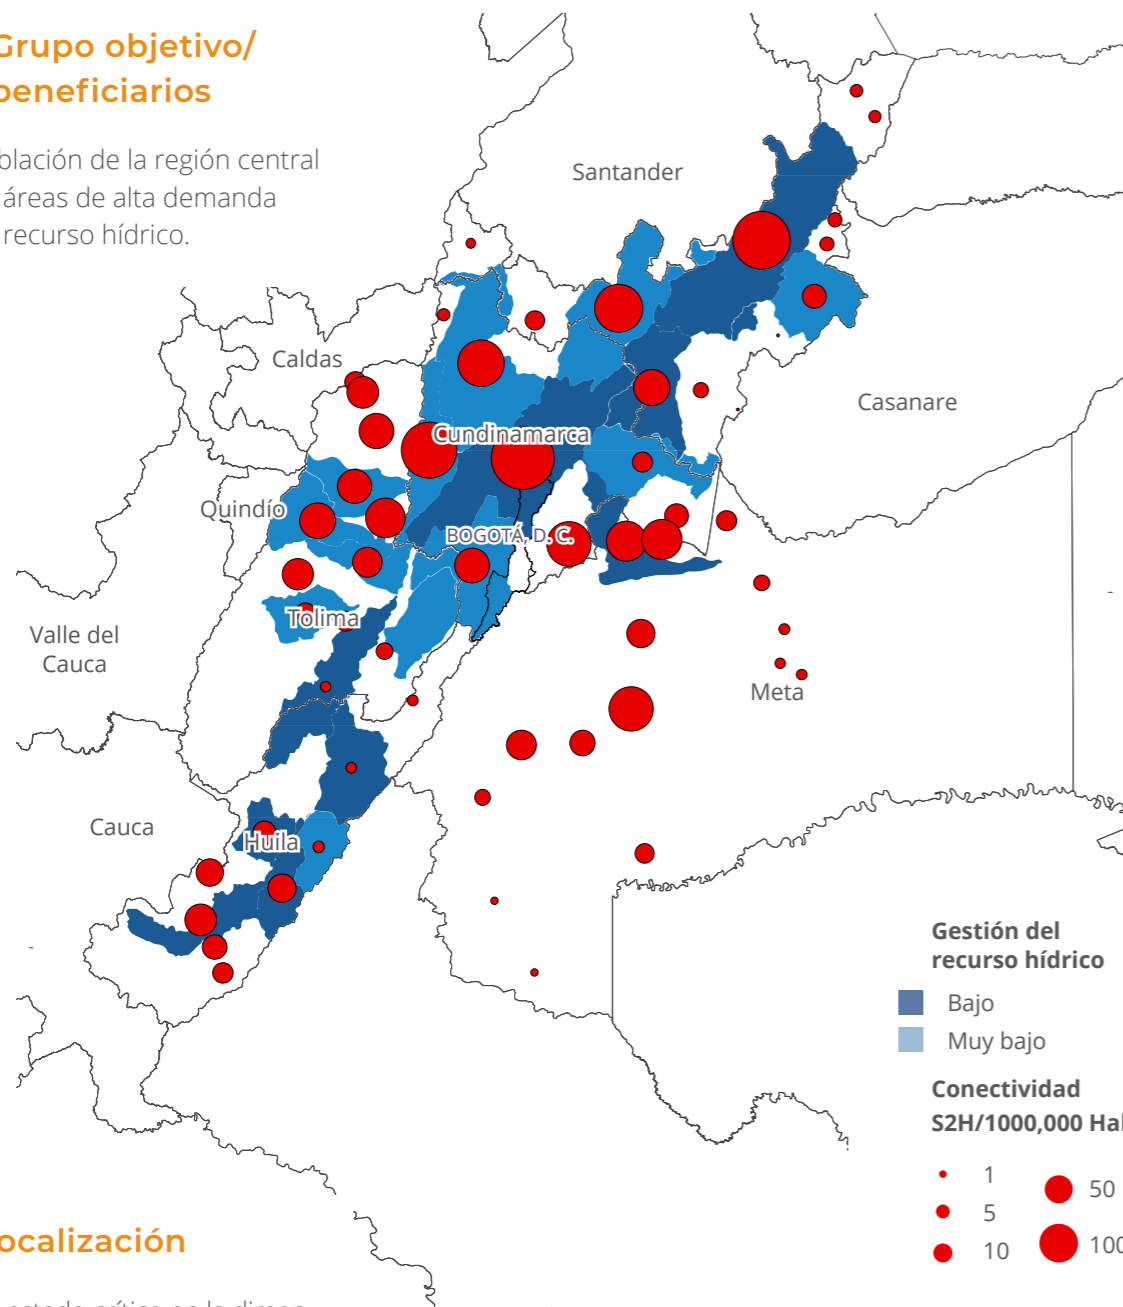 Grupo objetivo/
beneficiarios
blación de la región central
áreas de alta demanda
recurso hídrico.
Santander
Caldas
Casanare
Cundinamarca
Quindío
BOGOTÁ, D. C.
Tolima
Valle del
Cauca
Meta
Cauca
Huila
Gestión del
recurso hídrico
Bajo
Muy bajo
Conectividad
S2H/1000,000 Hal
1
50
5
10
100
ocalización